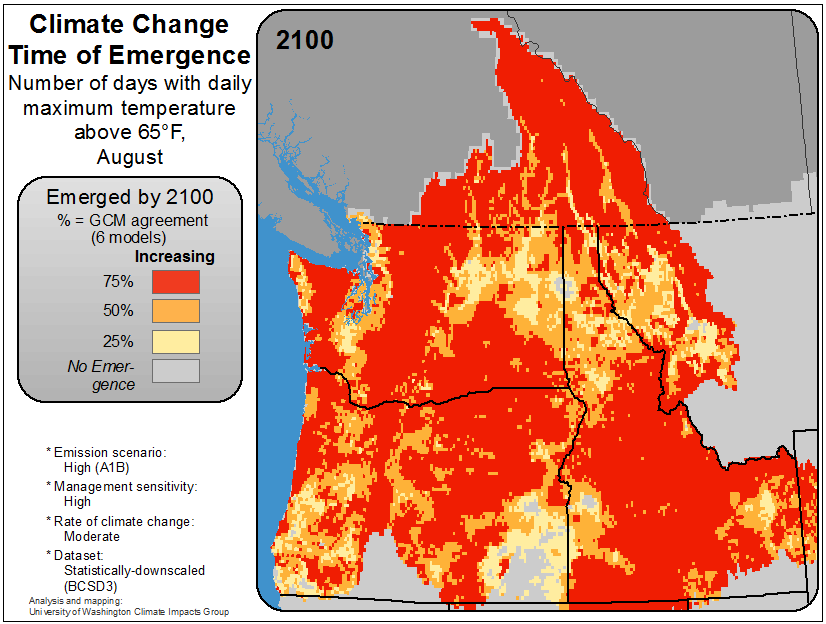 Climate Change
Time of Emergence
Number of days with daily
maximum temperature
above 65°F,
August
2100
Emerged by 2100
% = GCM agreement
(6 models)
Increasing
75%
50%
25%
No Emer-
gence
* Emission scenario:
High (A1B)
* Management sensitivity:
High
* Rate of climate change:
Moderate
* Dataset:
Statistically-downscaled
(BCSD3)
Analysis and mapping:
University of Washington Climate Impacts Group